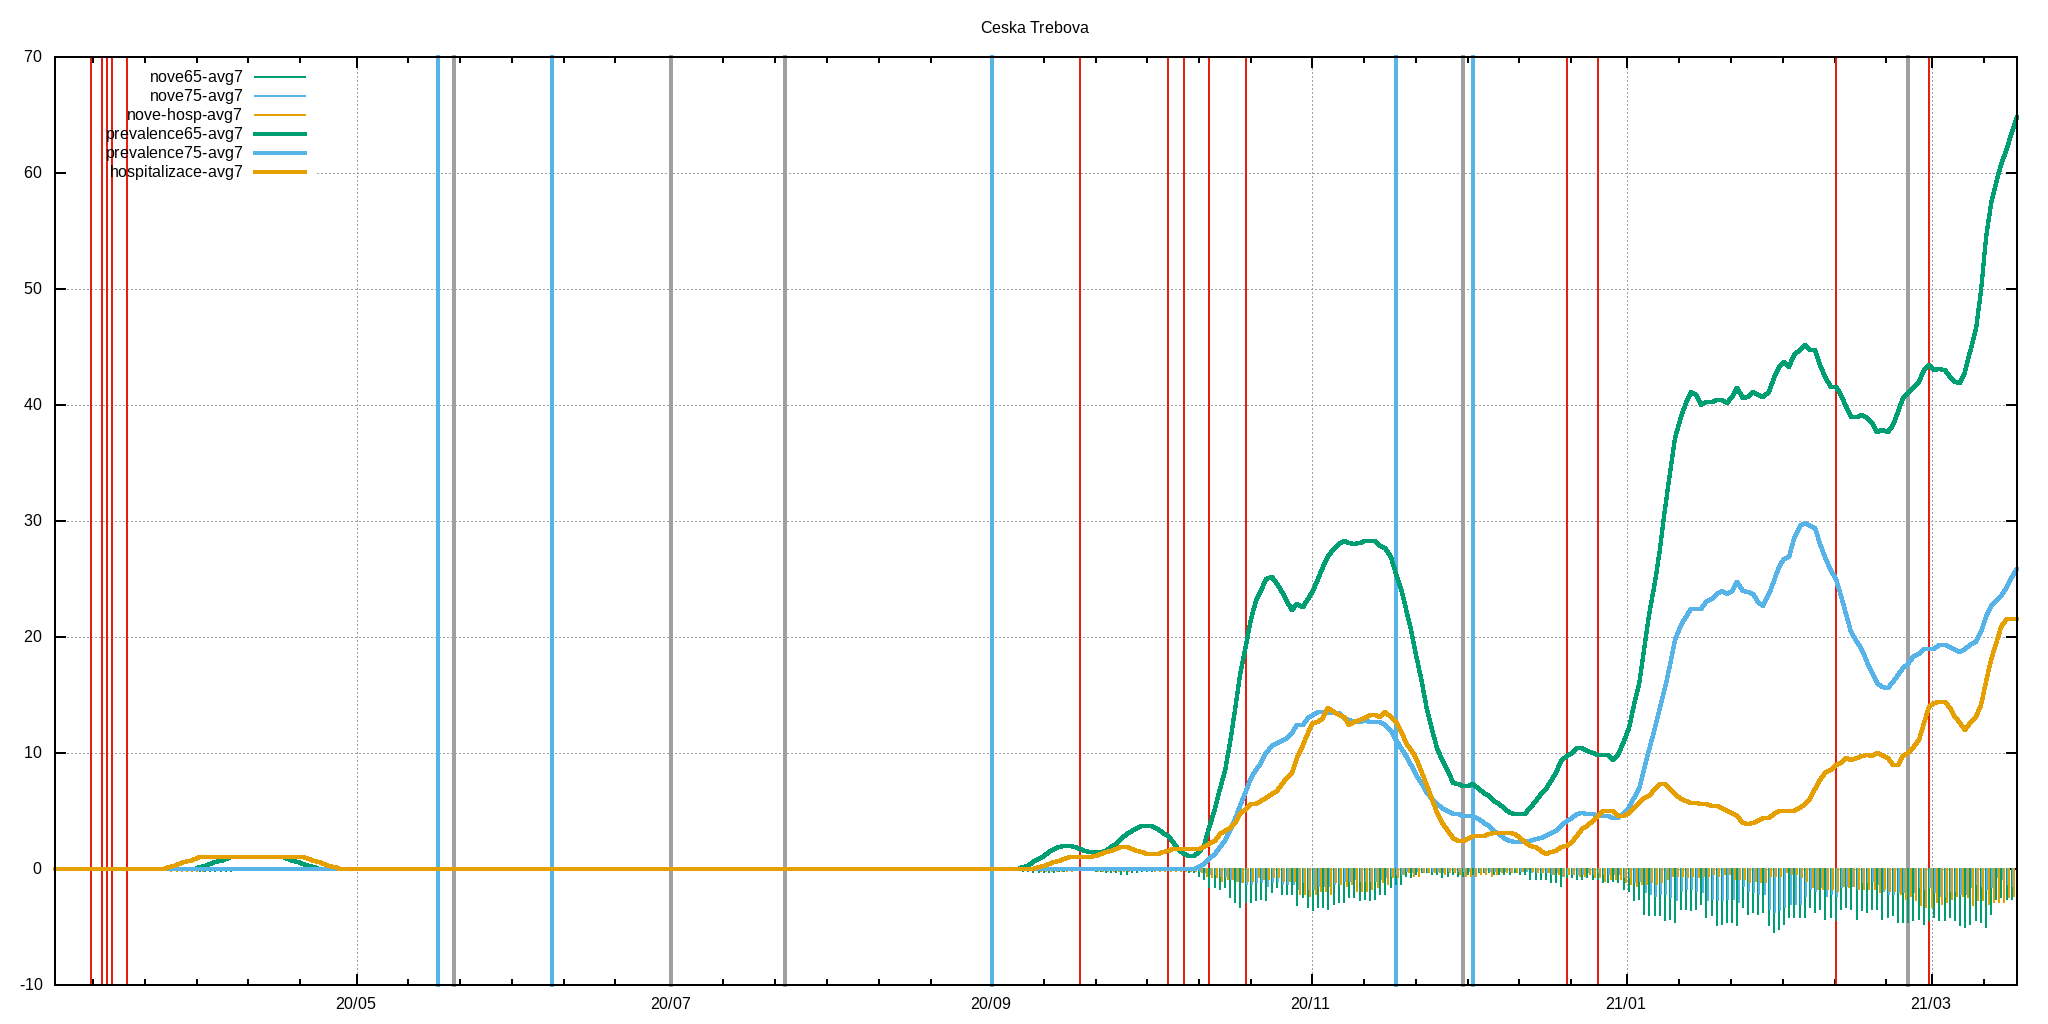 Ceska Trebova
70
60
50
40
30
20
10
0
-10
nove65-avg7
nove75-avg7
nove-hosp-avg7
prevalence65-avg7
prevalence75-avg7
hospitalizace-avg7
20/05 20/07 20/09 20/11 21/01 21/03